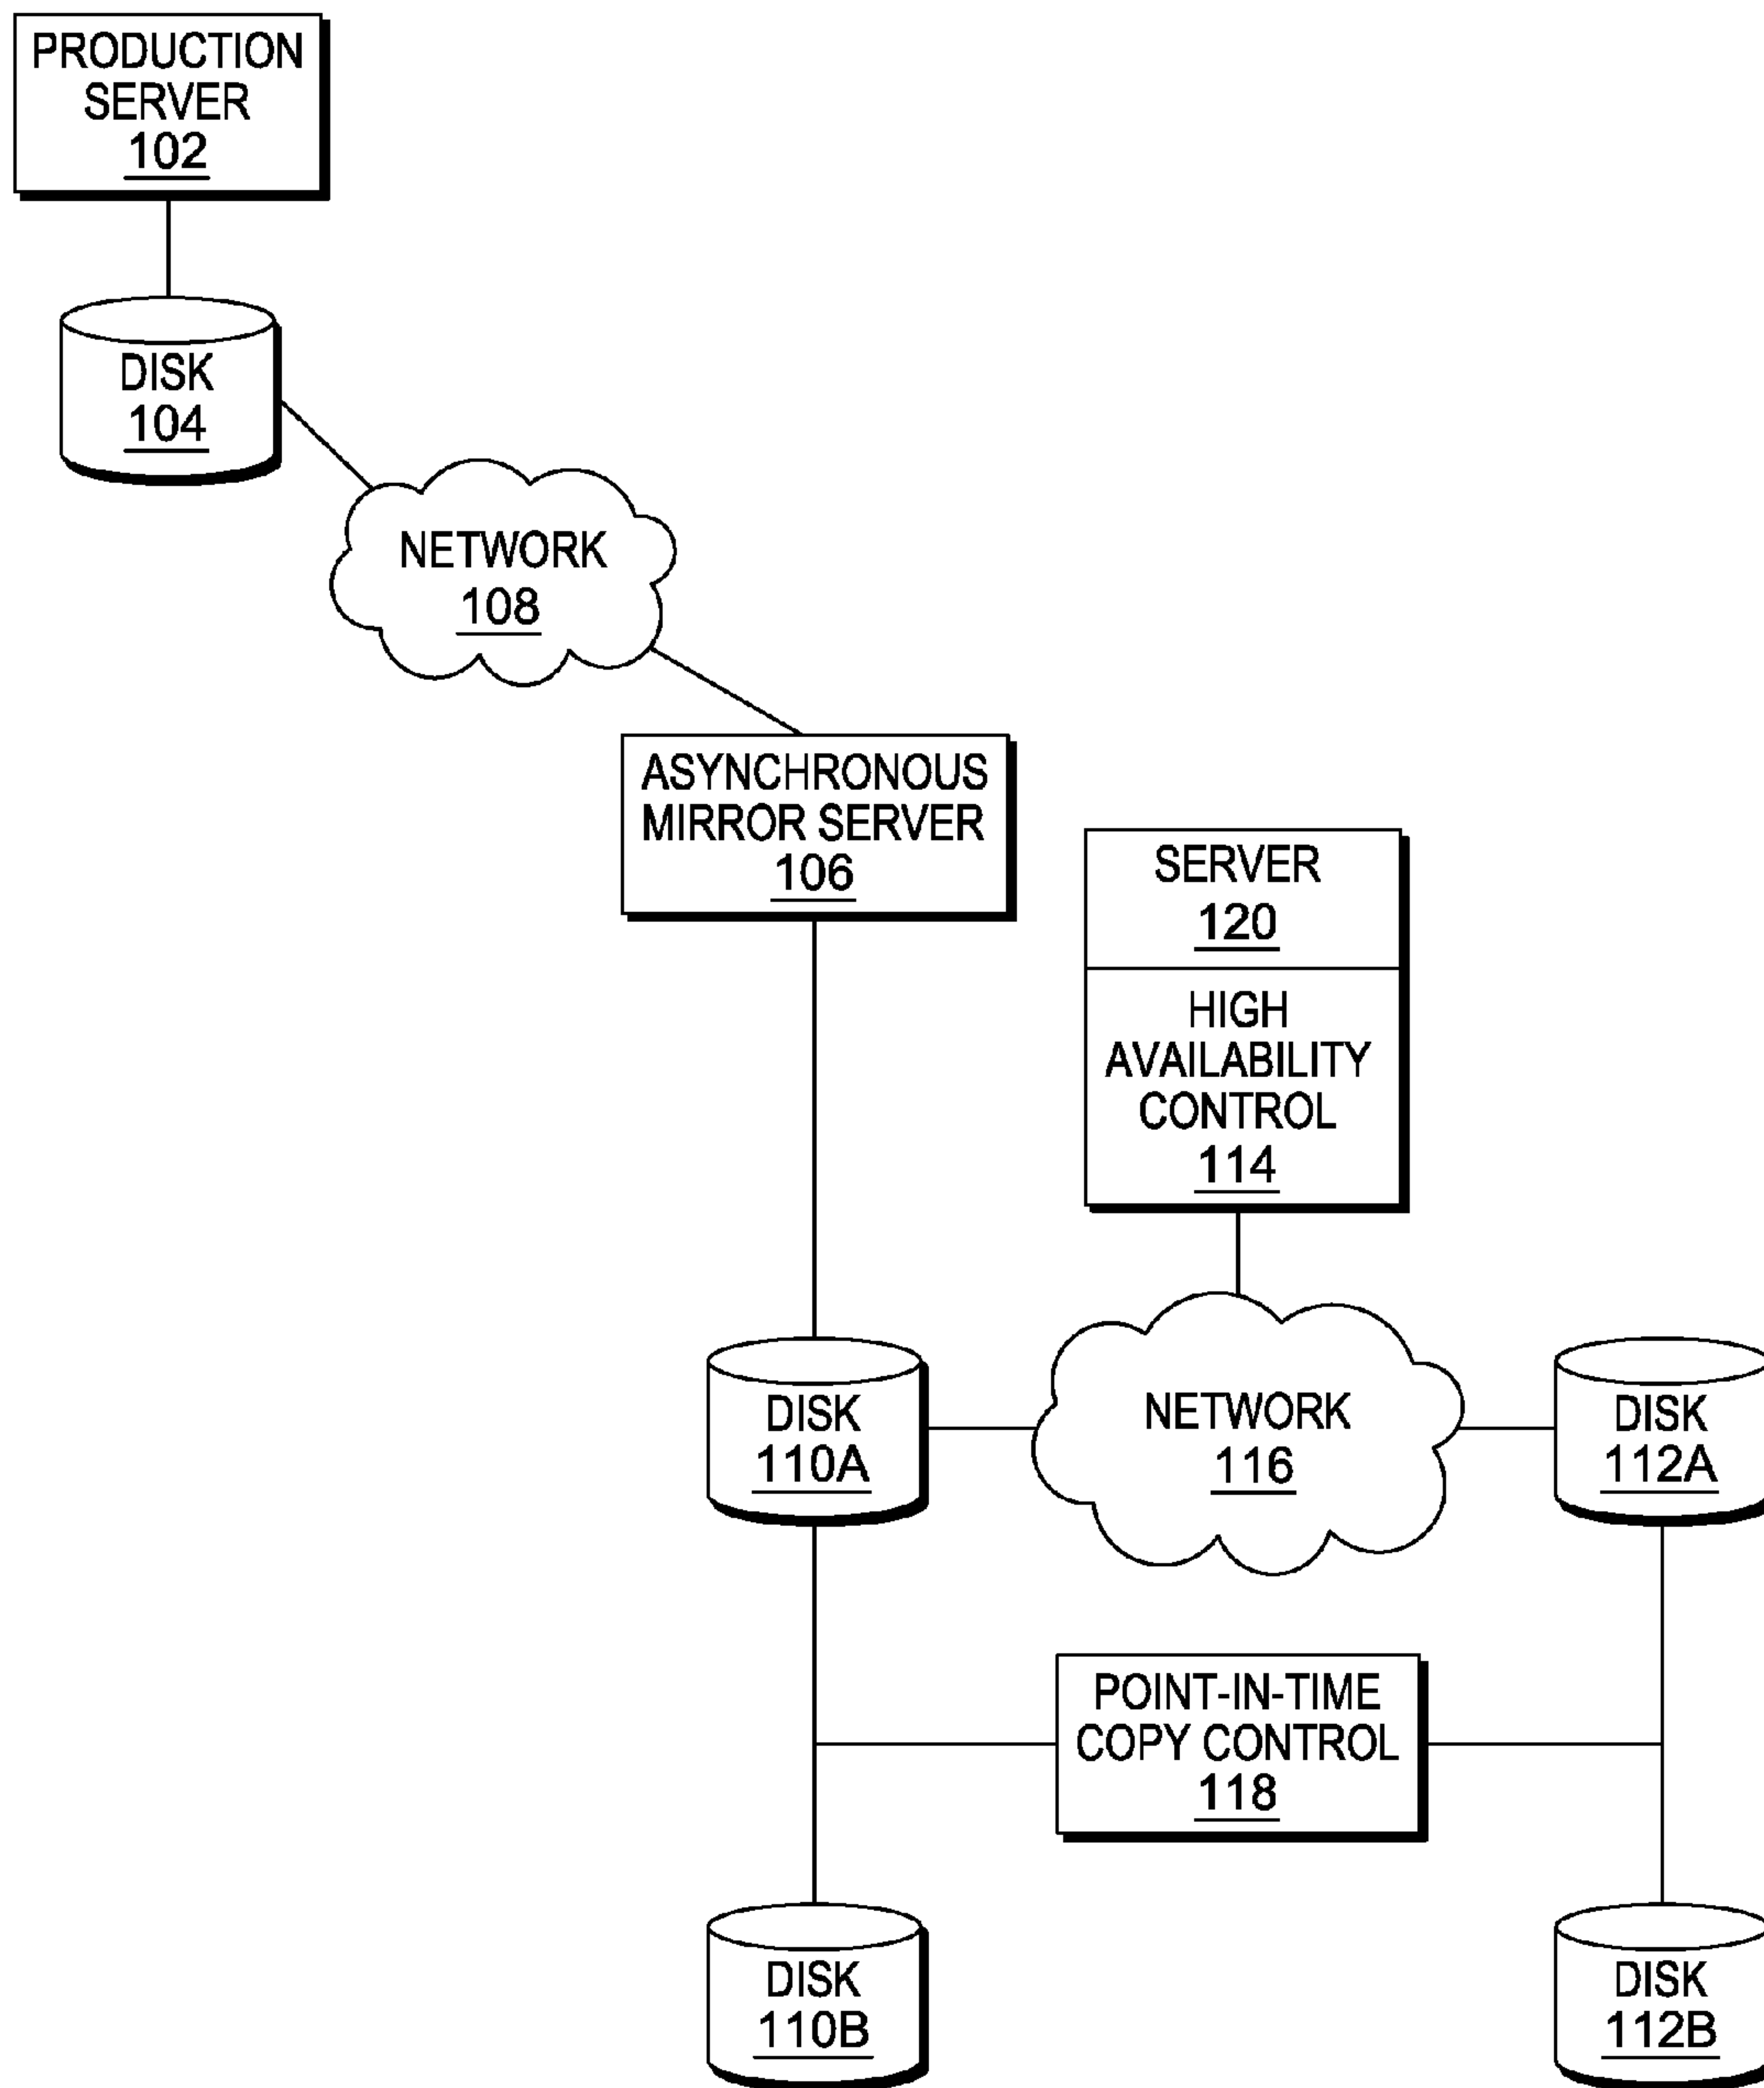 PRODUCTION
SERVER
102
DISK
104
NETWORK
108
ASYNCHRONOUS
MIRROR SERVER
106
SERVER
120
HIGH
AVAILABILITY
CONTROL
114
DISK
110A
NETWORK
116
DISK
112A
POINT-IN-TIME
COPY CONTROL
118
DISK
110B
DISK
112B